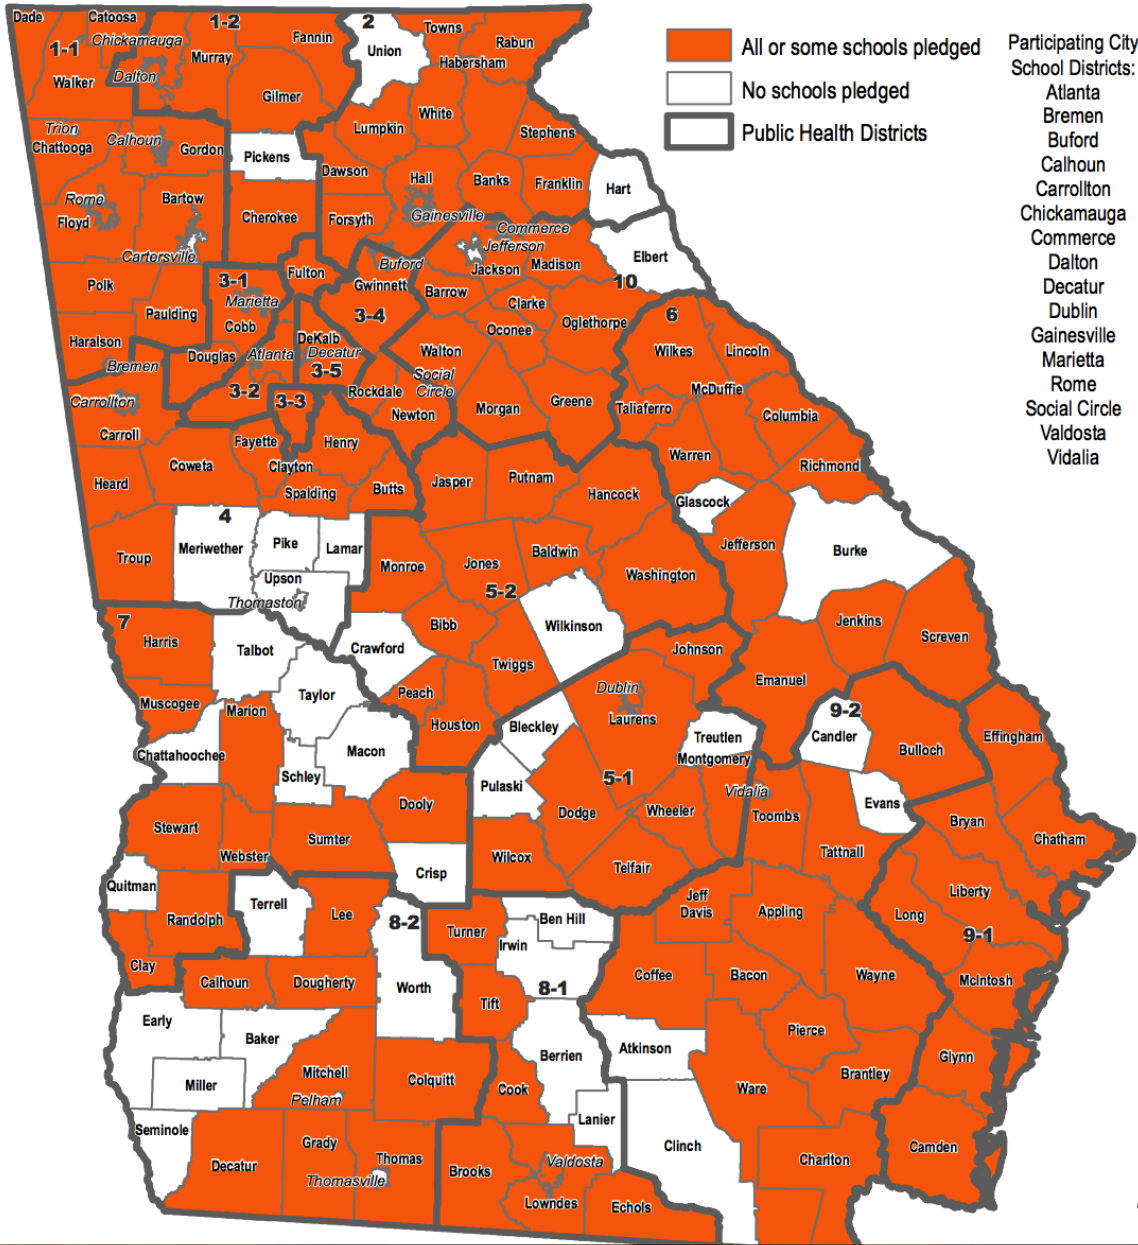 Dade
Catoosa
1-2
2
Towns
Chickamauga
1-1
Fannin
Union
Rabun
Murray
Habersham
Walker
Dalton
Gilmer
White
Lumpkin
Stephens
Trion
Chattooga
Calhoun
Gordon
Pickens
Dawson
Hall
Banks
Franklin
Hart
Rome
Floyd
Bartow
Cherokee
Forsyth
Gainesville
Commerce
Jefferson
Cartersville
Buford
Jackson
Madison
Elbert
Fulton
Polk
3-1
Gwinnett
Barrow
10
Marietta
Clarke
Paulding
Cobb
3-4
Oconee
Oglethorpe
6
Haralson
DeKalb
Bremen
Douglas
Atlanta
Decatur
Walton
Wilkes
Lincoln
3-5
Social
Circle
Carrollton
3-2
3-3
Rockdale
Newton
Morgan
Greene
Taliaferro
McDuffie
Columbia
Carroll
Fayette
Henry
Warren
Richmond
Heard
Coweta
Clayton
Spalding
Butts
Jasper
Putnam
Hancock
Glascock
4
Troup
Meriwether
Pike
Lamar
Monroe
Jones
Baldwin
Washington
Jefferson
Burke
Upson
Thomaston
5-2
7
Harris
Talbot
Crawford
Bibb
Wilkinson
Jenkins
Screven
Twiggs
Johnson
Muscogee
Marion
Taylor
Peach
Houston
Dublin
Laurens
Emanuel
9-2
Chattahoochee
Macon
Bleckley
Treutlen
Candler
Bulloch
Effingham
Schley
Montgomery
Pulaski
5-1
Vidalia
Dooly
Dodge
Wheeler
Toombs
Evans
Stewart
Webster
Sumter
Wilcox
Telfair
Tattnall
Bryan
Chatham
Quitman
Crisp
Liberty
Randolph
Terrell
Lee
8-2
Turner
Ben Hill
Jeff
Davis
Appling
Long
9-1
Irwin
Clay
Calhoun
Dougherty
Worth
8-1
Tift
Coffee
Bacon
Wayne
McIntosh
Early
Baker
Berrien
Atkinson
Pierce
Glynn
Miller
Mitchell
Pelham
Colquitt
Cook
Ware
Brantley
Seminole
Lanier
Clinch
Camden
Decatur
Grady
Thomas
Thomasville
Brooks
Valdosta
Lowndes
Echols
Charlton
All or some schools pledged
No schools pledged
Public Health Districts
Participating City
School Districts:
Atlanta
Bremen
Buford
Calhoun
Carrollton
Chickamauga
Commerce
Dalton
Decatur
Dublin
Gainesville
Marietta
Rome
Social Circle
Valdosta
Vidalia